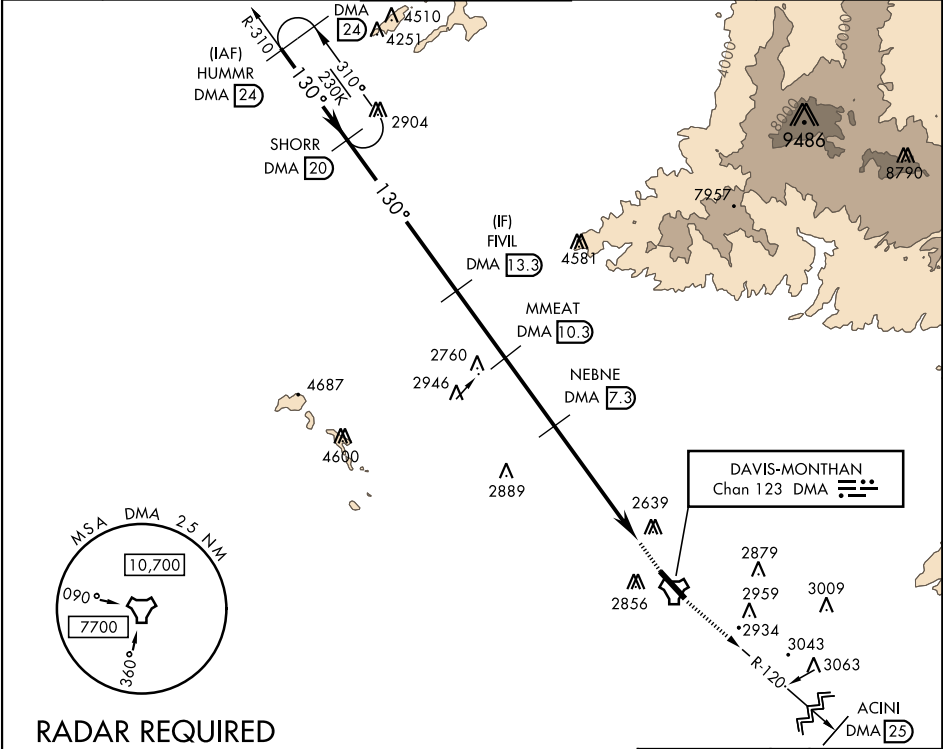 DMA
24
4510
4251
R-310
(IAF)
HUMMR
DMA 24
130°
310°
230K
2904
SHORR
DMA 20
130°
4000
6000
8000
9486
8790
7957
(IF)
FIVIL
DMA 13.3
4581
MMEAT
DMA 10.3
2760
2946
NEBNE
DMA 7.3
4687
4600
2889
DAVIS-MONTHAN
Chan 123 DMA
2639
2856
2879
2959
3009
2934
3043
3063
R-120
ACINI
DMA 25
MSA DMA 25 NM
10,700
090°
7700
360°
RADAR REQUIRED